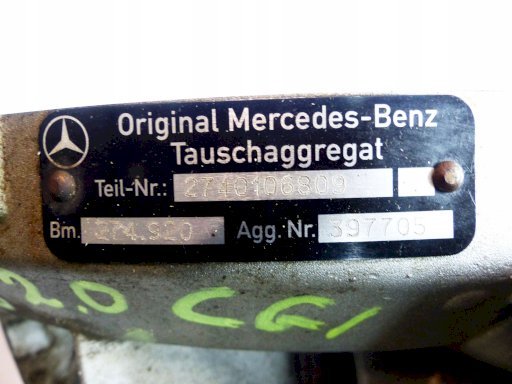 Original Mercedes-Benz
Tauschaggregat
Teil-Nr.: 2740106809
Bm. 274.920 Agg. Nr. 397705
2.0 CGI